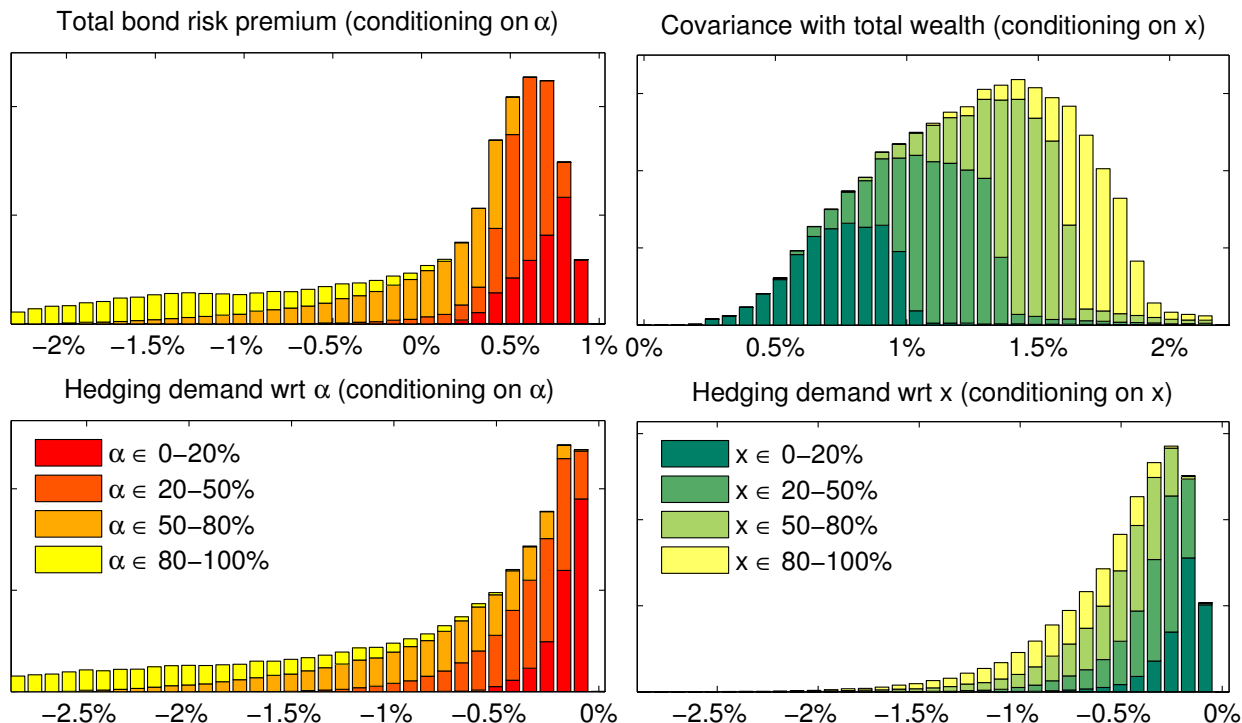 Total bond risk premium (conditioning on α)
Covariance with total wealth (conditioning on x)
−2% −1.5% −1% −0.5% 0% 0.5% 1%
0% 0.5% 1% 1.5% 2%
Hedging demand wrt α (conditioning on α)
Hedging demand wrt x (conditioning on x)
α ∈ 0−20%
α ∈ 20−50%
α ∈ 50−80%
α ∈ 80−100%
x ∈ 0−20%
x ∈ 20−50%
x ∈ 50−80%
x ∈ 80−100%
−2.5% −2% −1.5% −1% −0.5% 0%
−2.5% −2% −1.5% −1% −0.5% 0%